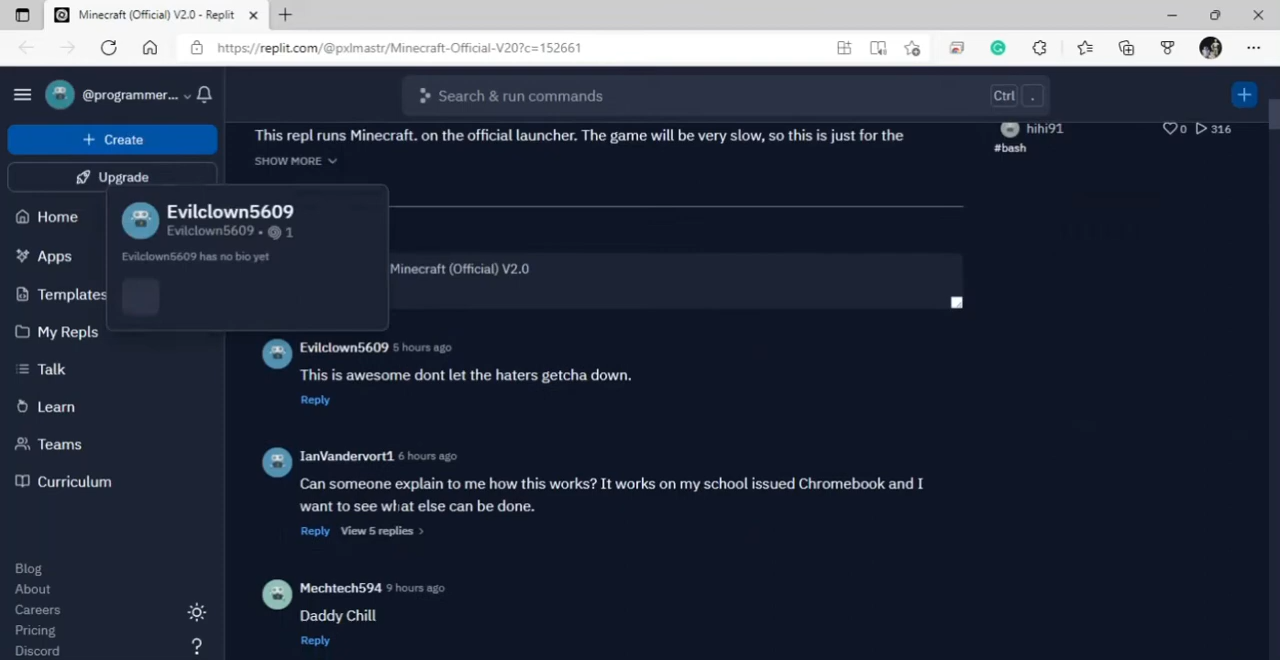 Minecraft (Official) V2.0 - Replit
https://replit.com/@pxlmastr/Minecraft-Official-V20?c=152661
@programmer...
Search & run commands
Ctrl
.
Create
Upgrade
Home
Apps
Templates
My Repls
Talk
Learn
Teams
Curriculum
Blog
About
Careers
Pricing
Discord
?
Evilclown5609
Evilclown5609 • 1
Evilclown5609 has no bio yet
This repl runs Minecraft. on the official launcher. The game will be very slow, so this is just for the
SHOW MORE
Minecraft (Official) V2.0
Evilclown5609 5 hours ago
This is awesome dont let the haters getcha down.
Reply
IanVandervort1 6 hours ago
Can someone explain to me how this works? It works on my school issued Chromebook and I
want to see what else can be done.
Reply View 5 replies
Mechtech594 9 hours ago
Daddy Chill
Reply
hihi91
0 316
#bash